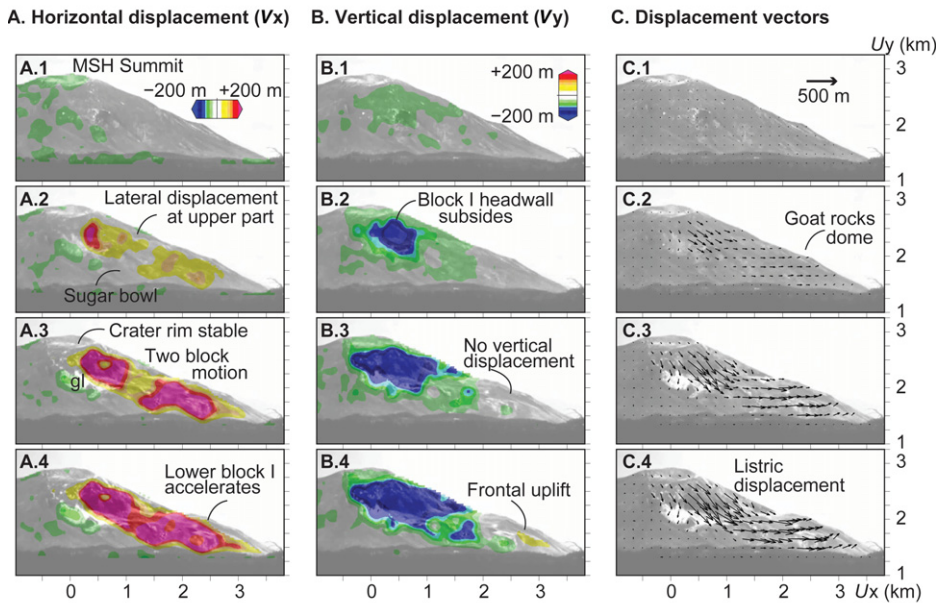 A. Horizontal displacement (Vx)
B. Vertical displacement (Vy)
C. Displacement vectors
Uy (km)
A.1
MSH Summit
−200 m
+200 m
B.1
+200 m
−200 m
C.1
500 m
3
2
1
A.2
Lateral displacement
at upper part
Sugar bowl
B.2
Block I headwall
subsides
C.2
Goat rocks
dome
3
2
1
A.3
Crater rim stable
Two block
motion
gl
B.3
No vertical
displacement
C.3
3
2
1
A.4
Lower block I
accelerates
B.4
Frontal uplift
C.4
Listric
displacement
3
2
1
0 1 2 3
0 1 2 3
0 1 2 3 Ux (km)